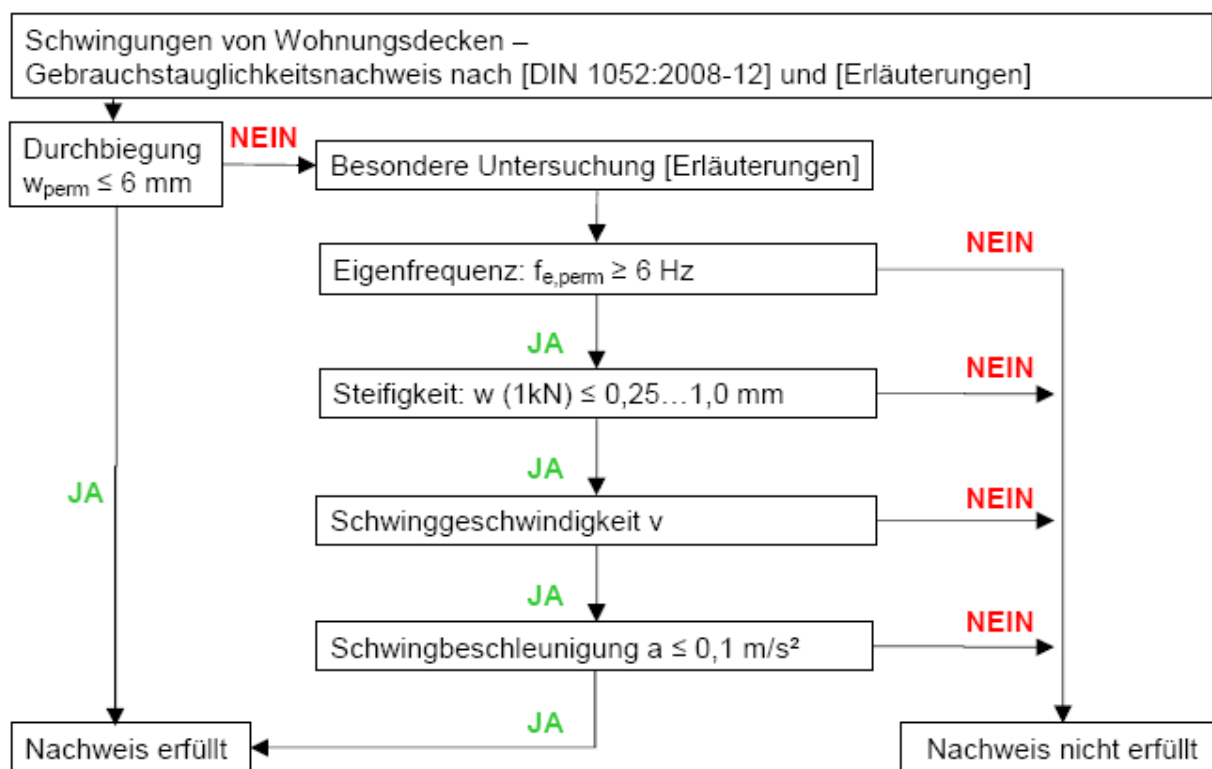 Schwingungen von Wohnungsdecken –
Gebrauchstauglichkeitsnachweis nach [DIN 1052:2008-12] und [Erläuterungen]
Durchbiegung
w_perm ≤ 6 mm
NEIN
Besondere Untersuchung [Erläuterungen]
Eigenfrequenz: f_e,perm ≥ 6 Hz
NEIN
JA
Steifigkeit: w (1kN) ≤ 0,25…1,0 mm
NEIN
JA
JA
Schwinggeschwindigkeit v
NEIN
JA
Schwingbeschleunigung a ≤ 0,1 m/s²
NEIN
JA
Nachweis erfüllt
Nachweis nicht erfüllt